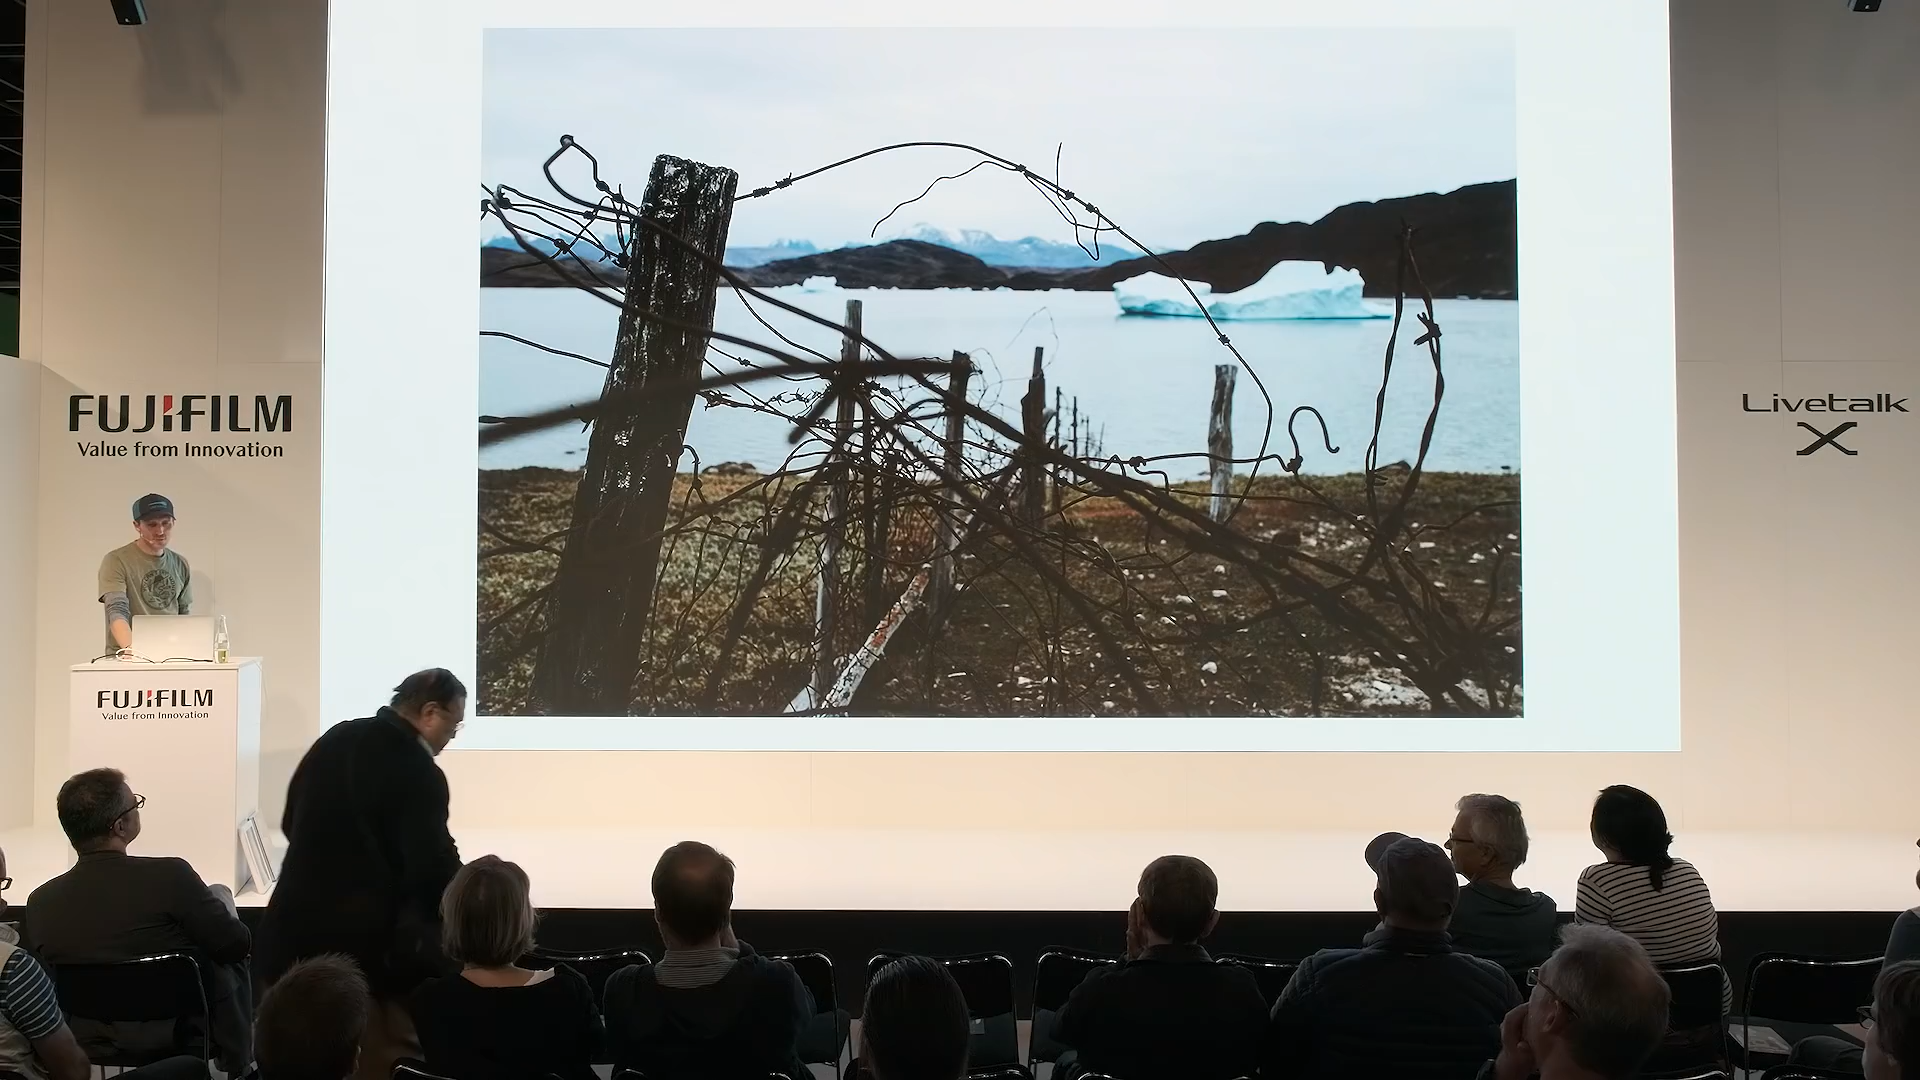 FUJIFILM
Value from Innovation
Livetalk
X
FUJIFILM
Value from Innovation